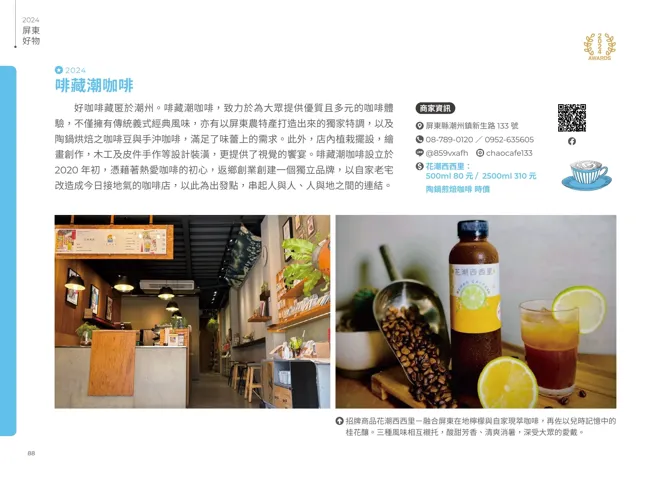 2024
屏東
好物
2024
AWARDS
2024
啡藏潮咖啡
好咖啡藏匿於潮州。啡藏潮咖啡，致力於為大眾提供優質且多元的咖啡體
驗，不僅擁有傳統義式經典風味，亦有以屏東農特產打造出來的獨家特調，以及
陶鍋烘焙之咖啡豆與手沖咖啡，滿足了味蕾上的需求。此外，店內植栽擺設，繪
畫創作，木工及皮件手作等設計裝潢，更提供了視覺的饗宴。啡藏潮咖啡設立於
2020 年初，憑藉著熱愛咖啡的初心，返鄉創業創建一個獨立品牌，以自家老宅
改造成今日接地氣的咖啡店，以此為出發點，串起人與人、人與地之間的連結。
商家資訊
屏東縣潮州鎮新生路 133 號
08-789-0120 ／ 0952-635605
@859vxafh chaocafe133
花潮西西里：
500ml 80 元 / 2500ml 310 元
陶鍋煎焙咖啡 時價
花潮西西里
招牌商品花潮西西里－融合屏東在地檸檬與自家現萃咖啡，再佐以兒時記憶中的
桂花釀。三種風味相互襯托，酸甜芳香、清爽消暑，深受大眾的愛戴。
88